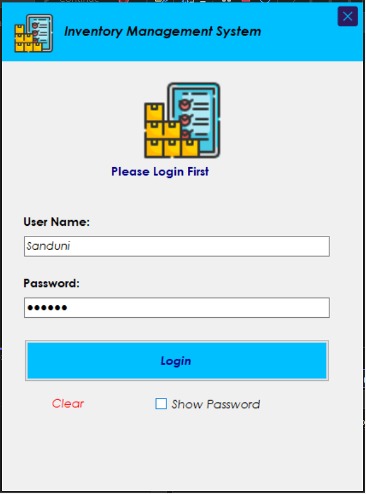 Inventory Management System
Please Login First
User Name:
Sanduni
Password:
●●●●●●
Login
Clear
Show Password